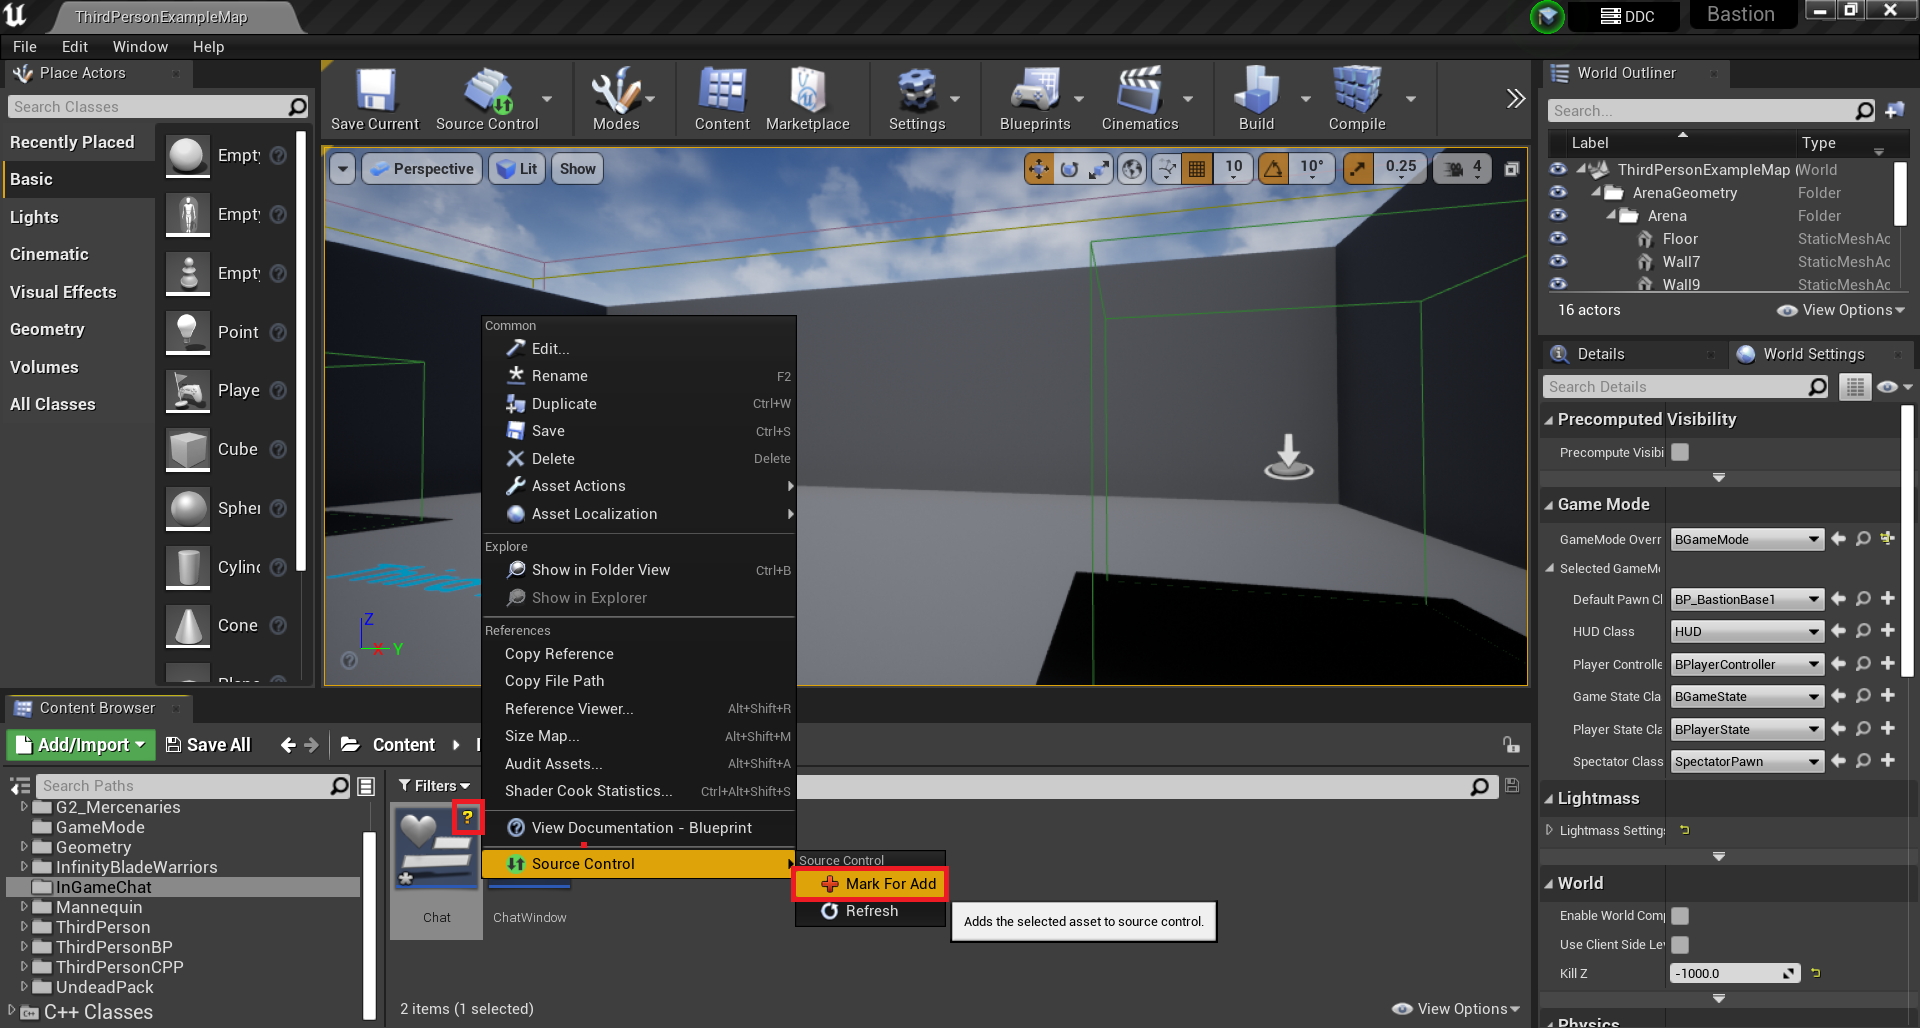 ThirdPersonExampleMap
DDC
Bastion
File Edit Window Help
Place Actors
Search Classes
Recently Placed
Basic
Lights
Cinematic
Visual Effects
Geometry
Volumes
All Classes
Empty
Empty
Empty
Point
Playe
Cube
Spher
Cylind
Cone
Plane
Save Current
Source Control
Modes
Content
Marketplace
Settings
Blueprints
Cinematics
Build
Compile
Perspective
Lit
Show
10
10°
0.25
4
Z
Y
Common
Edit...
Rename F2
Duplicate Ctrl+W
Save Ctrl+S
Delete Delete
Asset Actions
Asset Localization
Explore
Show in Folder View Ctrl+B
Show in Explorer
References
Copy Reference
Copy File Path
Reference Viewer... Alt+Shift+R
Size Map... Alt+Shift+M
Audit Assets... Alt+Shift+A
Shader Cook Statistics... Ctrl+Alt+Shift+S
View Documentation - Blueprint
Source Control
Source Control
Mark For Add
Refresh
Adds the selected asset to source control.
World Outliner
Search...
Label Type
ThirdPersonExampleMap ( World
ArenaGeometry Folder
Arena Folder
Floor StaticMeshAc
Wall7 StaticMeshAc
Wall9 StaticMeshAc
16 actors
View Options
Details
World Settings
Search Details
Precomputed Visibility
Precompute Visibi
Game Mode
GameMode Overr BGameMode
Selected GameMo
Default Pawn Cl BP_BastionBase1
HUD Class HUD
Player Controlle BPlayerController
Game State Cla BGameState
Player State Cla BPlayerState
Spectator Class SpectatorPawn
Lightmass
Lightmass Settings
World
Enable World Comp
Use Client Side Lev
Kill Z -1000.0
Physics
Content Browser
Add/Import
Save All
Content
Search Paths
Filters
G2_Mercenaries
GameMode
Geometry
InfinityBladeWarriors
InGameChat
Mannequin
ThirdPerson
ThirdPersonBP
ThirdPersonCPP
UndeadPack
C++ Classes
?
Chat
ChatWindow
2 items (1 selected)
View Options